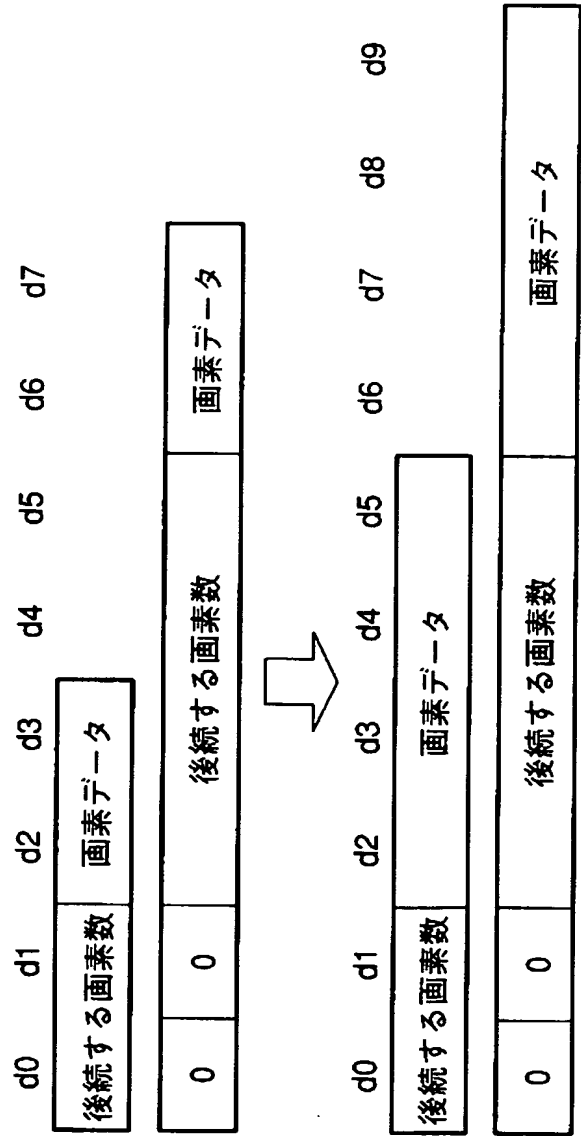 d0 d1 d2 d3 d4 d5 d6 d7
後続する画素数 画素データ
0 0 後続する画素数 画素データ
d0 d1 d2 d3 d4 d5 d6 d7 d8 d9
後続する画素数 画素データ
0 0 後続する画素数 画素データ